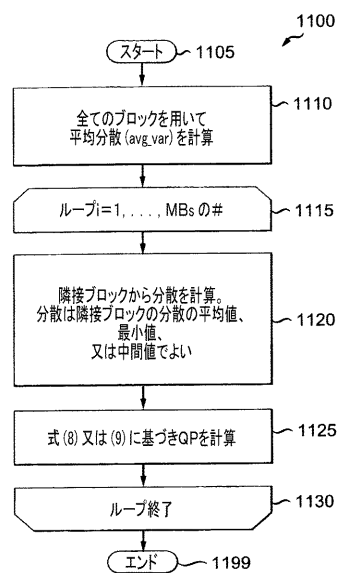 1100
スタート 1105
全てのブロックを用いて
平均分散(avg_var)を計算
1110
ループi=1, . . . , MBsの# 1115
隣接ブロックから分散を計算。
分散は隣接ブロックの分散の平均値、
最小値、
又は中間値でよい
1120
式(8)又は(9)に基づきQPを計算 1125
ループ終了 1130
エンド 1199